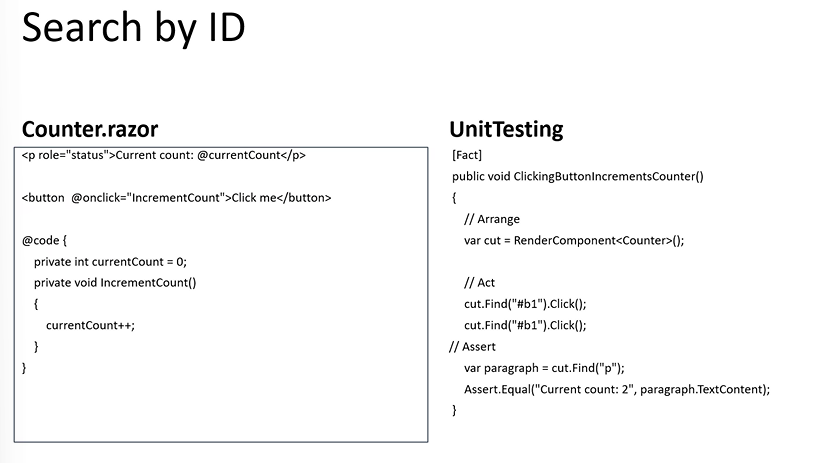 Search by ID
Counter.razor
<p role="status">Current count: @currentCount</p>
<button  @onclick="IncrementCount">Click me</button>
@code {
private int currentCount = 0;
private void IncrementCount()
{
currentCount++;
}
}
UnitTesting
[Fact]
public void ClickingButtonIncrementsCounter()
{
// Arrange
var cut = RenderComponent<Counter>();
// Act
cut.Find("#b1").Click();
cut.Find("#b1").Click();
// Assert
var paragraph = cut.Find("p");
Assert.Equal("Current count: 2", paragraph.TextContent);
}